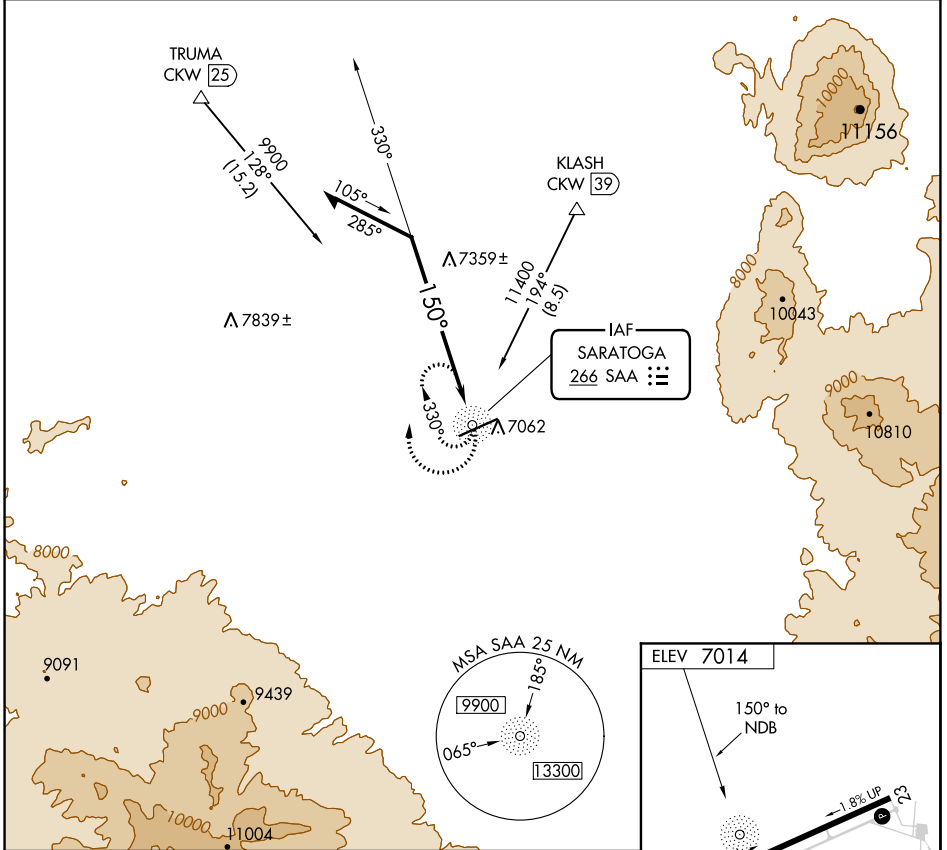 TRUMA
CKW 25
330°
9900
128°
(15.2)
105°
285°
KLASH
CKW 39
10000
11156
7359±
11400
194°
(8.5)
8000
10043
150°
7839±
IAF
SARATOGA
266 SAA
9000
10810
330°
7062
8000
9091
9439
9000
10000
11004
MSA SAA 25 NM
185°
9900
065°
13300
ELEV 7014
150° to
NDB
1.8% UP
23
P